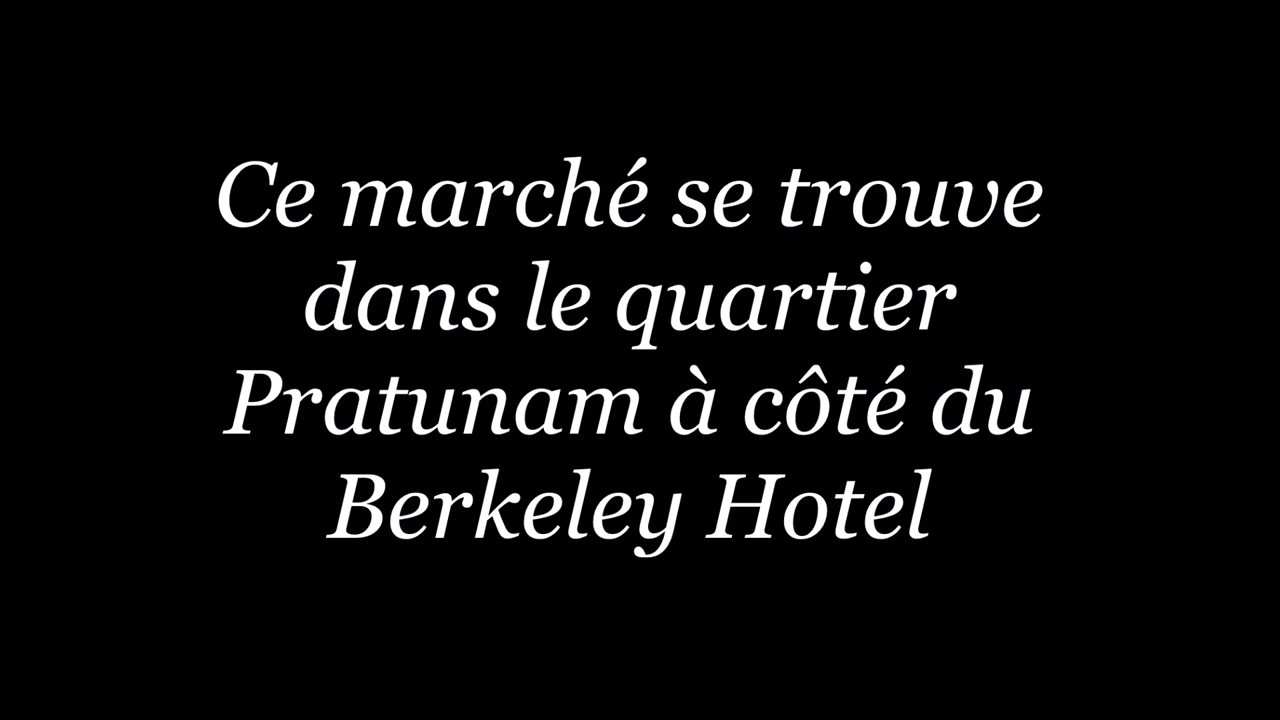 Ce marché se trouve
dans le quartier
Pratunam à côté du
Berkeley Hotel